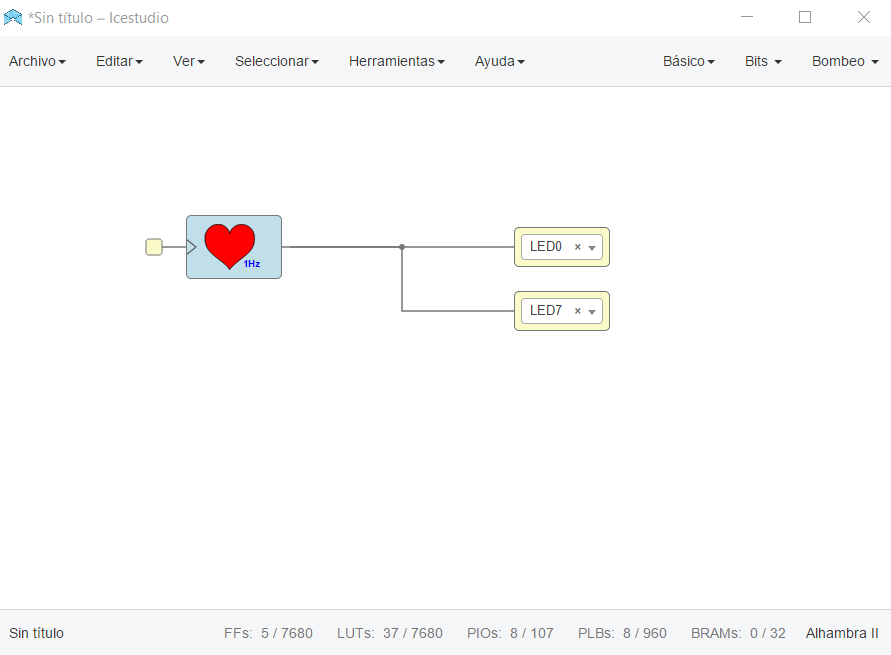 *Sin título – Icestudio
Archivo Editar Ver Seleccionar Herramientas Ayuda Básico Bits Bombeo
1Hz
LED0 ×
LED7 ×
Sin título FFs: 5 / 7680 LUTs: 37 / 7680 PIOs: 8 / 107 PLBs: 8 / 960 BRAMs: 0 / 32 Alhambra II